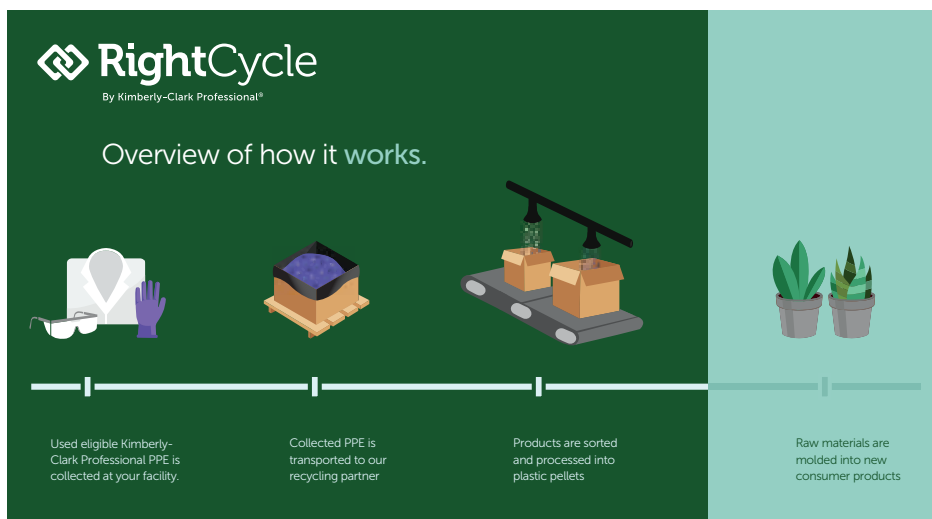 RightCycle
By Kimberly-Clark Professional®
Overview of how it works.
Used eligible Kimberly-
Clark Professional PPE is
collected at your facility.
Collected PPE is
transported to our
recycling partner
Products are sorted
and processed into
plastic pellets
Raw materials are
molded into new
consumer products